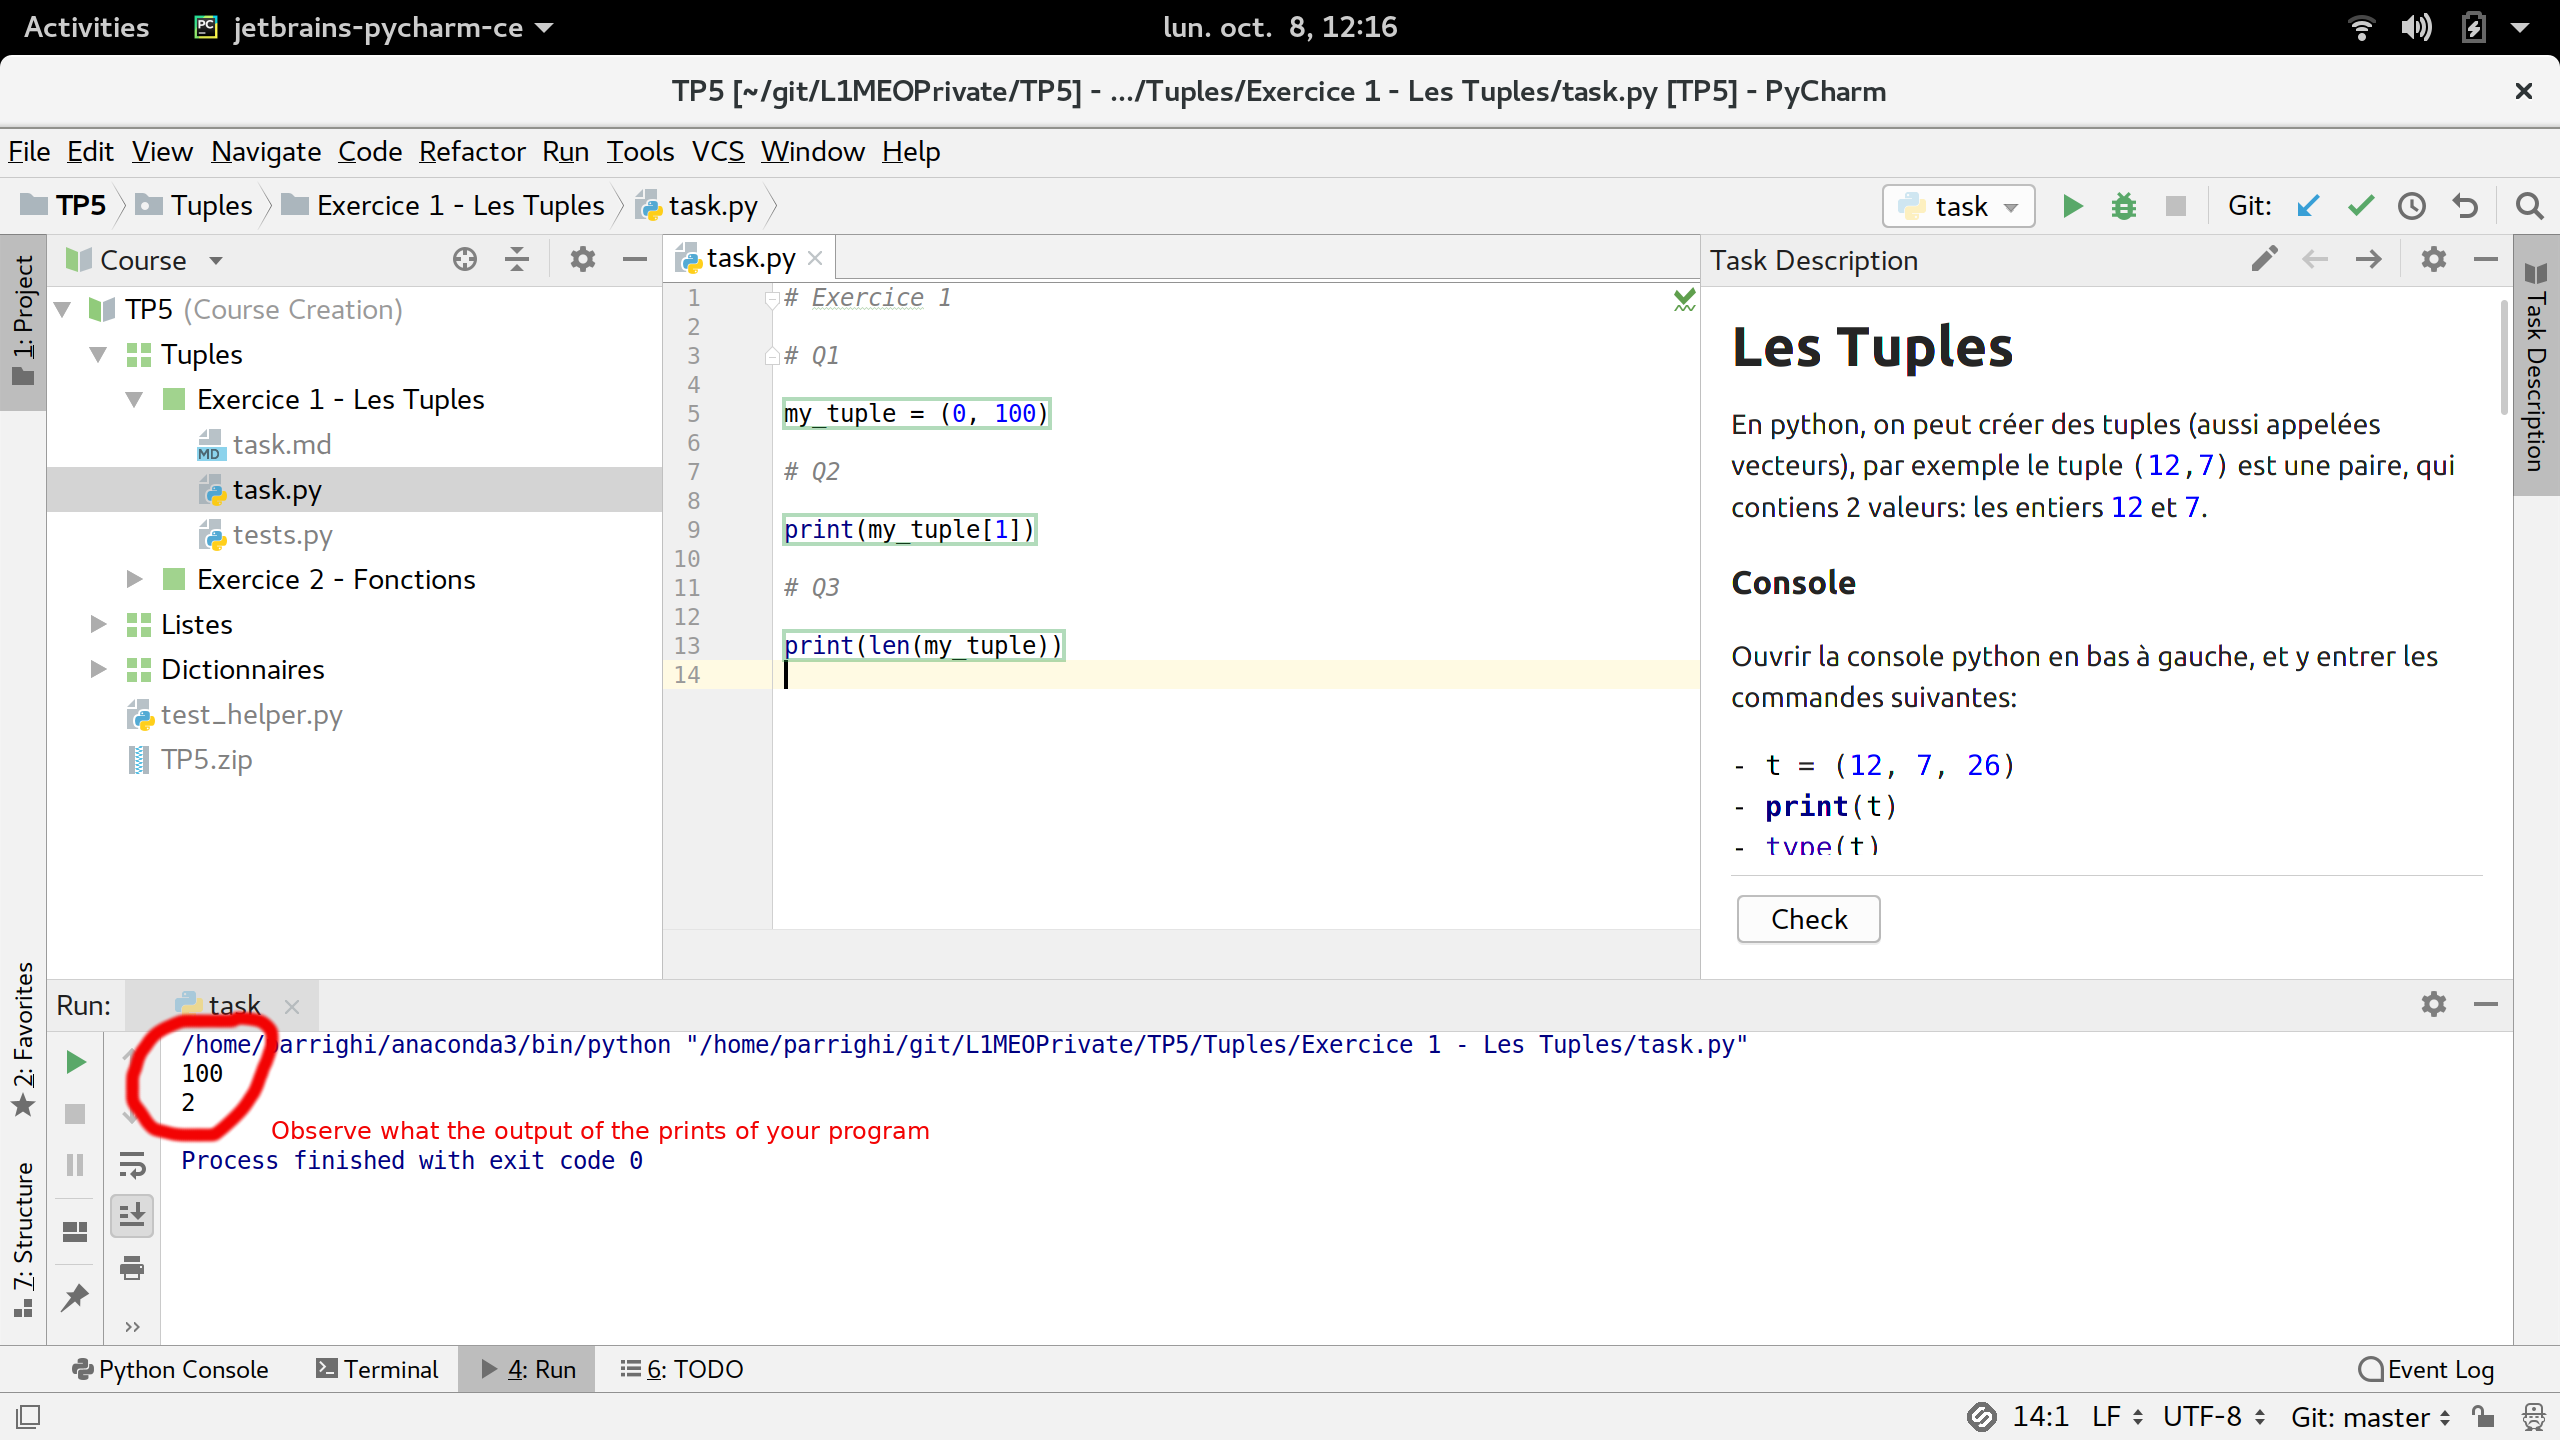 Activities
jetbrains-pycharm-ce
lun. oct. 8, 12:16
TP5 [~/git/L1MEOPrivate/TP5] - .../Tuples/Exercice 1 - Les Tuples/task.py [TP5] - PyCharm
File Edit View Navigate Code Refactor Run Tools VCS Window Help
TP5 Tuples Exercice 1 - Les Tuples task.py
task
Git:
1: Project
Course
TP5 (Course Creation)
Tuples
Exercice 1 - Les Tuples
MD task.md
task.py
tests.py
Exercice 2 - Fonctions
Listes
Dictionnaires
test_helper.py
TP5.zip
task.py
1 # Exercice 1
2
3 # Q1
4
5 my_tuple = (0, 100)
6
7 # Q2
8
9 print(my_tuple[1])
10
11 # Q3
12
13 print(len(my_tuple))
14
Task Description
Les Tuples
En python, on peut créer des tuples (aussi appelées
vecteurs), par exemple le tuple (12,7) est une paire, qui
contiens 2 valeurs: les entiers 12 et 7.
Console
Ouvrir la console python en bas à gauche, et y entrer les
commandes suivantes:
- t = (12, 7, 26)
- print(t)
- type(t)
Check
Task Description
2: Favorites
7: Structure
Run: task
/home/parrighi/anaconda3/bin/python "/home/parrighi/git/L1MEOPrivate/TP5/Tuples/Exercice 1 - Les Tuples/task.py"
100
2
Observe what the output of the prints of your program
Process finished with exit code 0
Python Console Terminal 4: Run 6: TODO
Event Log
14:1 LF UTF-8 Git: master